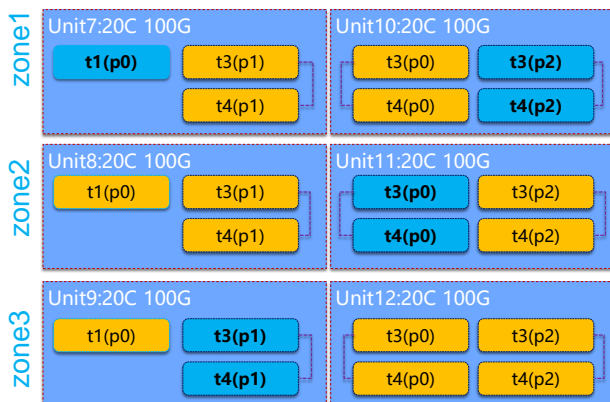 zone1
Unit7:20C 100G
t1(p0) t3(p1)
t4(p1)
Unit10:20C 100G
t3(p0) t3(p2)
t4(p0) t4(p2)
zone2
Unit8:20C 100G
t1(p0) t3(p1)
t4(p1)
Unit11:20C 100G
t3(p0) t3(p2)
t4(p0) t4(p2)
zone3
Unit9:20C 100G
t1(p0) t3(p1)
t4(p1)
Unit12:20C 100G
t3(p0) t3(p2)
t4(p0) t4(p2)